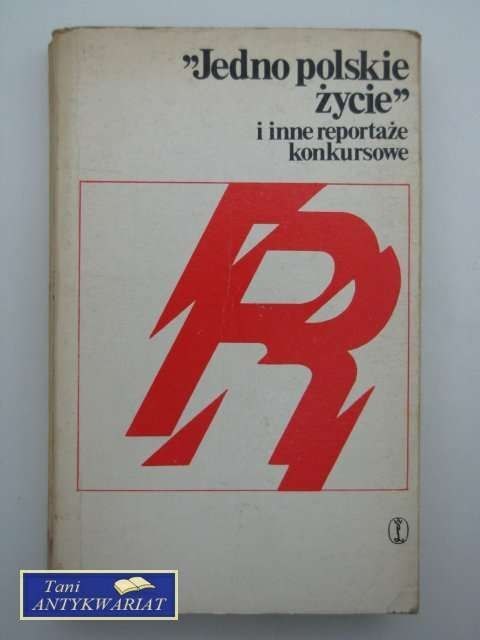 „Jedno polskie
życie”
i inne reportaże
konkursowe
R
Tani
ANTYKWARIAT